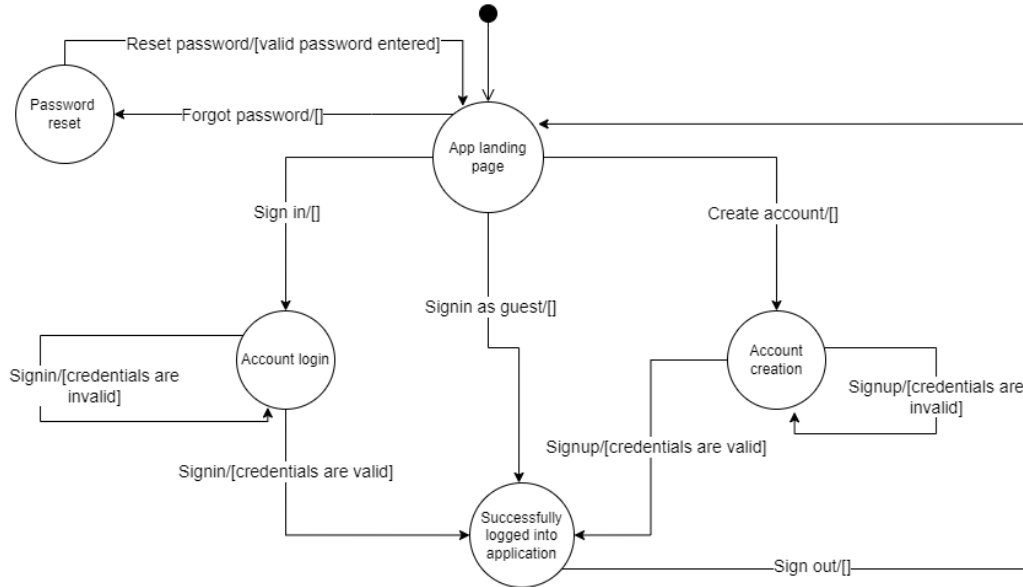 Reset password/[valid password entered]
Password
reset
Forgot password/[]
App landing
page
Sign in/[]
Create account/[]
Signin as guest/[]
Account login
Account
creation
Signin/[credentials are
invalid]
Signup/[credentials are
invalid]
Signup/[credentials are valid]
Signin/[credentials are valid]
Successfully
logged into
application
Sign out/[]